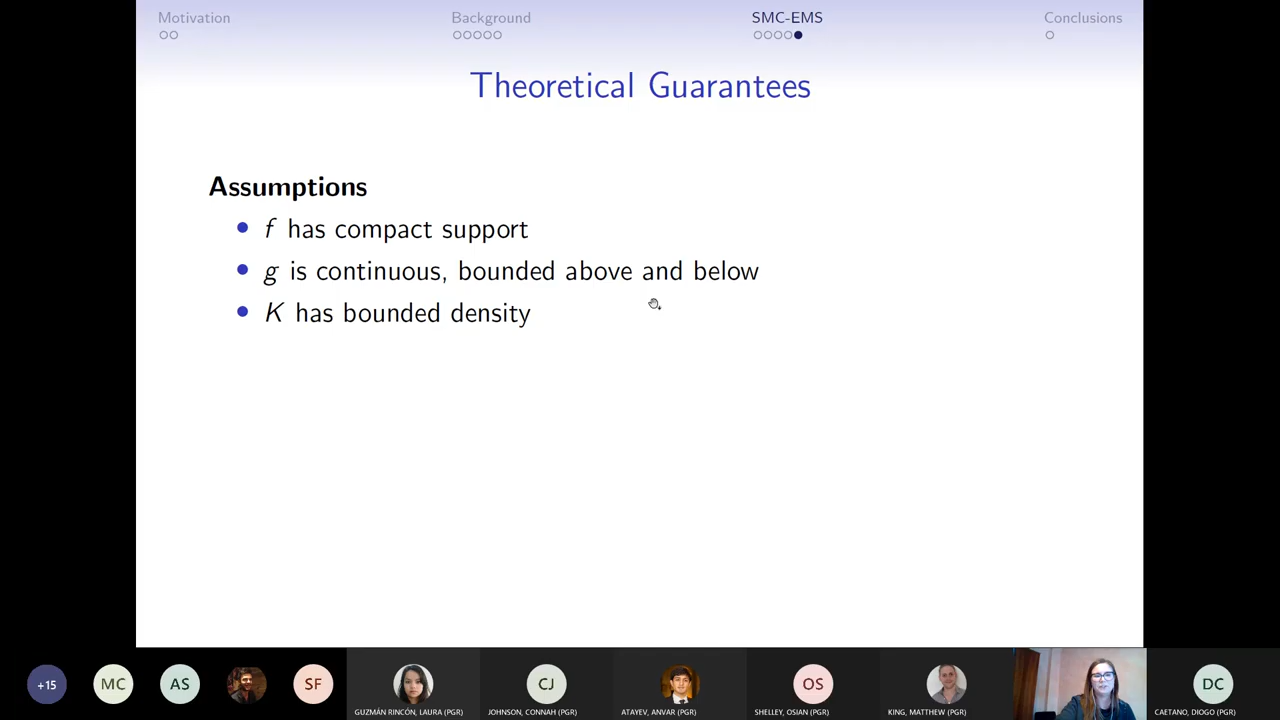 Motivation
Background
SMC-EMS
Conclusions
Theoretical Guarantees
Assumptions
f has compact support
g is continuous, bounded above and below
K has bounded density
+15
MC
AS
SF
CJ
OS
DC
GUZMÁN RINCÓN, LAURA (PGR)
JOHNSON, CONNAH (PGR)
ATAYEV, ANVAR (PGR)
SHELLEY, OSIAN (PGR)
KING, MATTHEW (PGR)
CAETANO, DIOGO (PGR)